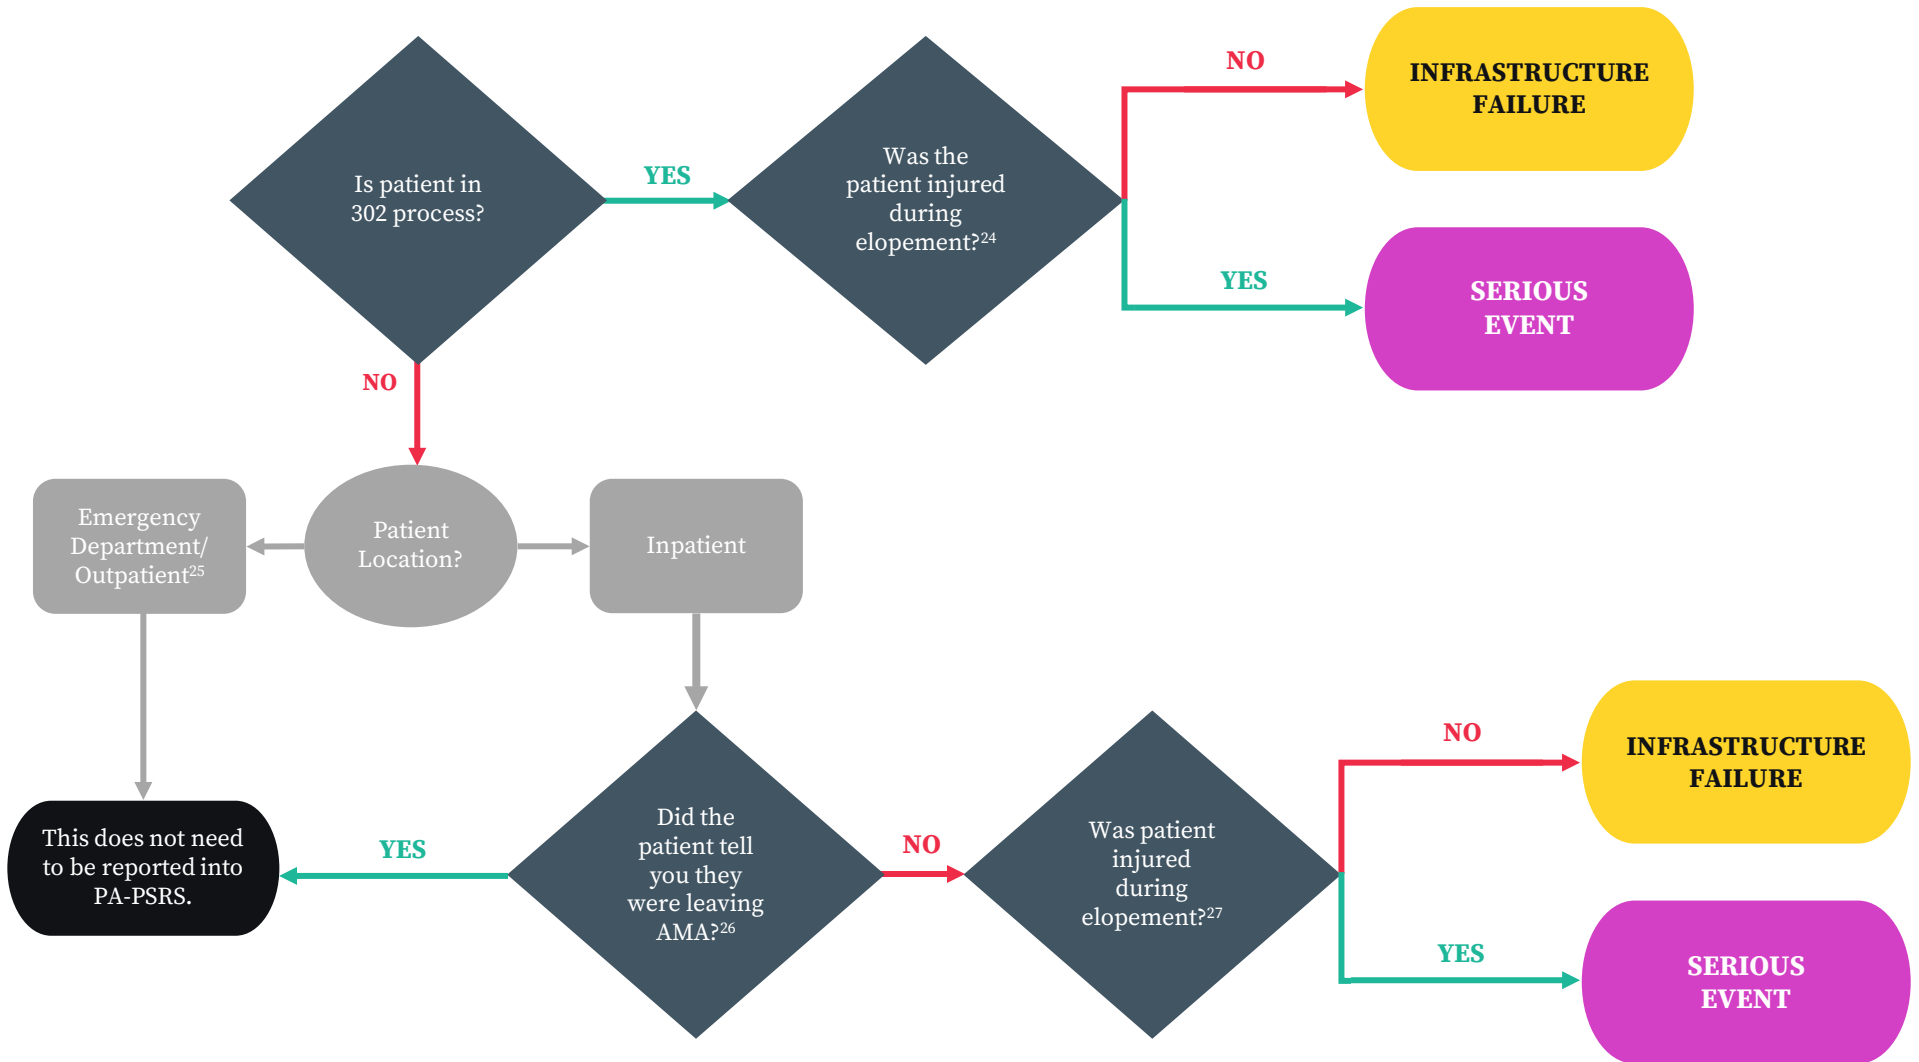 Is patient in
302 process?
YES
Was the
patient injured
during
elopement?24
NO
INFRASTRUCTURE
FAILURE
YES
SERIOUS
EVENT
NO
Emergency
Department/
Outpatient25
Patient
Location?
Inpatient
This does not need
to be reported into
PA-PSRS.
YES
Did the
patient tell
you they
were leaving
AMA?26
NO
Was patient
injured
during
elopement?27
NO
INFRASTRUCTURE
FAILURE
YES
SERIOUS
EVENT